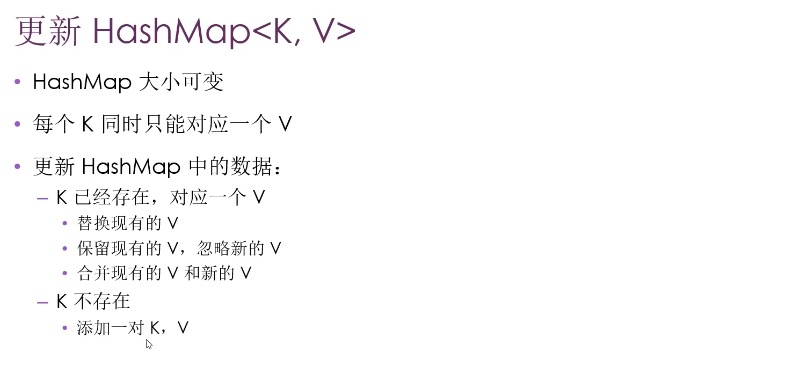 更新 HashMap<K, V>
• HashMap 大小可变
• 每个 K 同时只能对应一个 V
• 更新 HashMap 中的数据：
– K 已经存在，对应一个 V
• 替换现有的 V
• 保留现有的 V，忽略新的 V
• 合并现有的 V 和新的 V
– K 不存在
• 添加一对 K，V